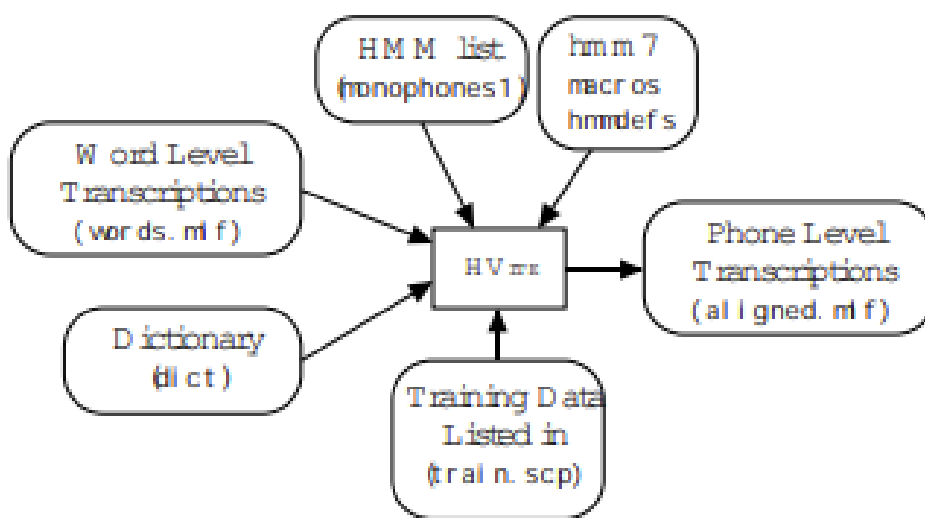 HMM list
(monophones1)
hmm7
macros
hmmdefs
Word Level
Transcriptions
(words.mlf)
HVITE
Phone Level
Transcriptions
(aligned.mlf)
Dictionary
(dict)
Training Data
Listed in
(train.scp)